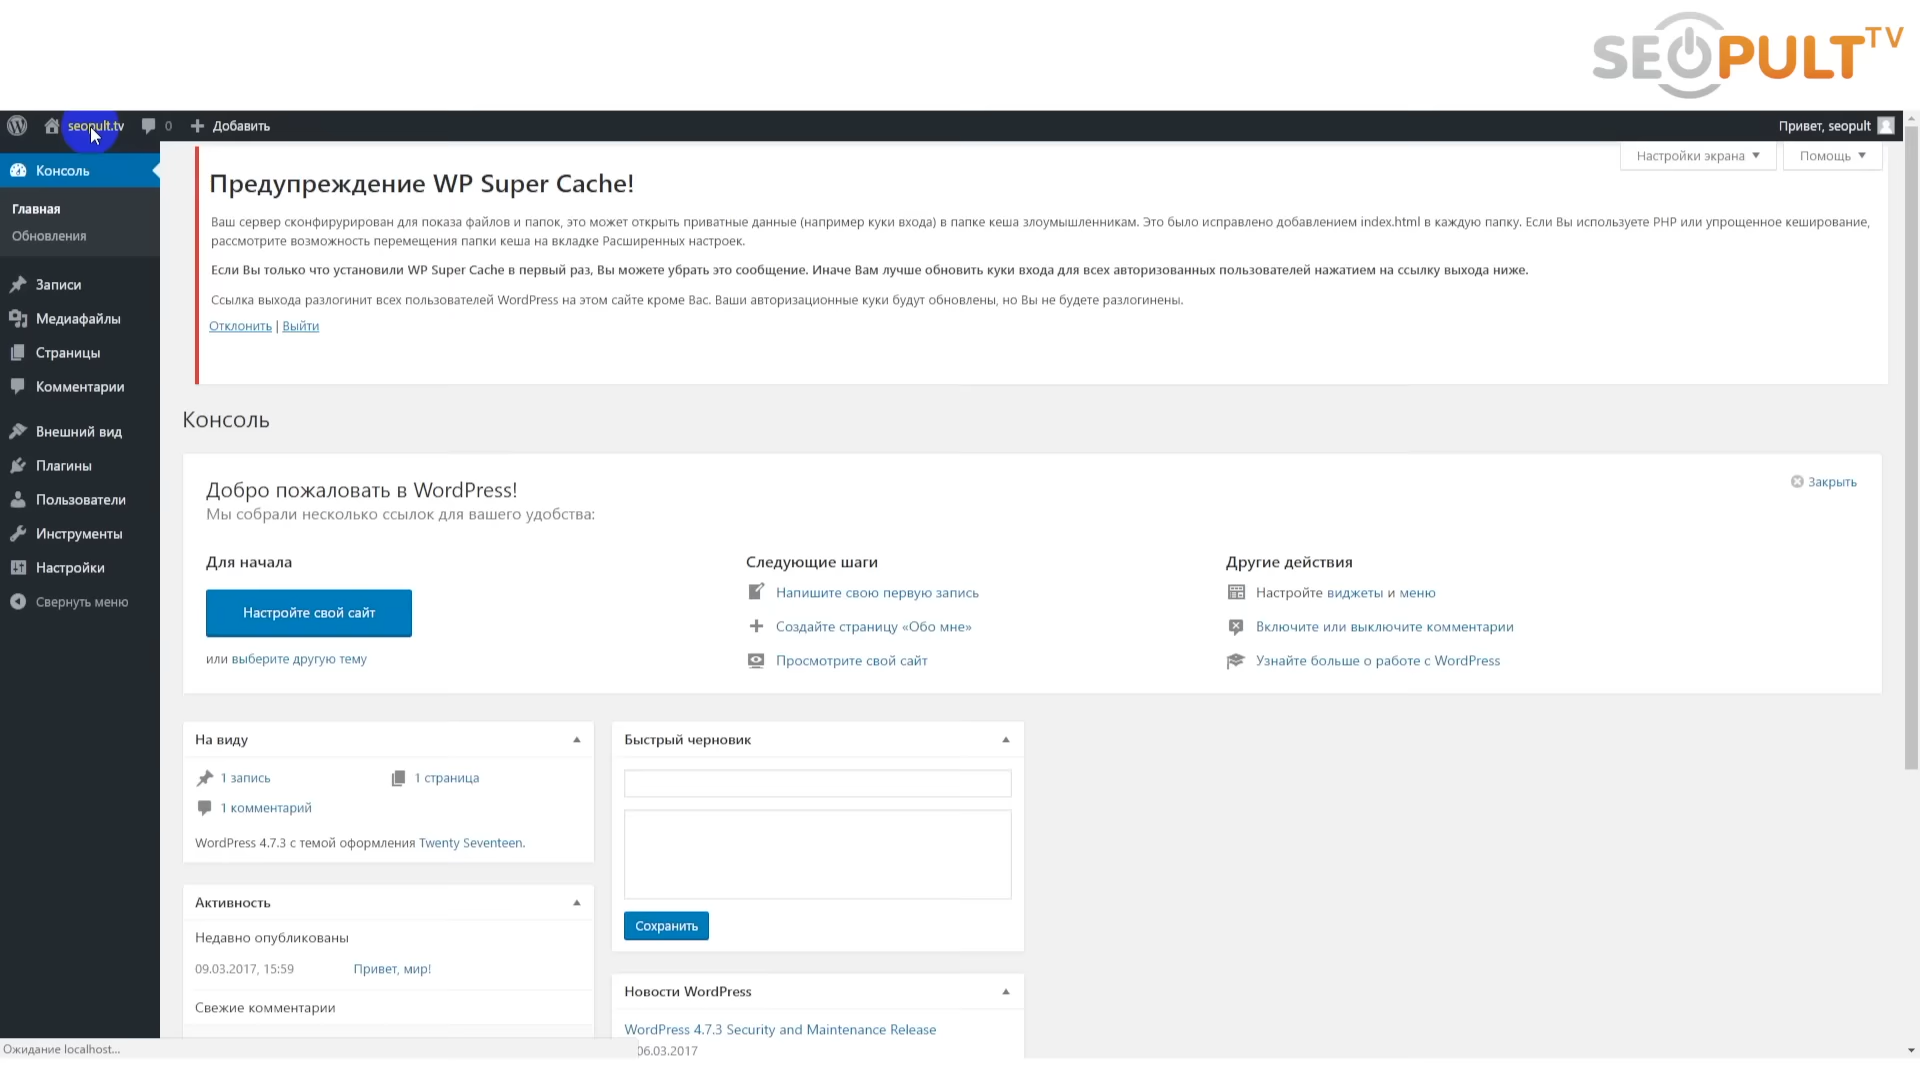 SEOPULT TV
seopult.tv 0 Добавить Привет, seopult
Консоль
Главная
Обновления
Записи
Медиафайлы
Страницы
Комментарии
Внешний вид
Плагины
Пользователи
Инструменты
Настройки
Свернуть меню
Настройки экрана Помощь
Предупреждение WP Super Cache!
Ваш сервер сконфирурирован для показа файлов и папок, это может открыть приватные данные (например куки входа) в папке кеша злоумышленникам. Это было исправлено добавлением index.html в каждую папку. Если Вы используете PHP или упрощенное кеширование,
рассмотрите возможность перемещения папки кеша на вкладке Расширенных настроек.
Если Вы только что установили WP Super Cache в первый раз, Вы можете убрать это сообщение. Иначе Вам лучше обновить куки входа для всех авторизованных пользователей нажатием на ссылку выхода ниже.
Ссылка выхода разлогинит всех пользователей WordPress на этом сайте кроме Вас. Ваши авторизационные куки будут обновлены, но Вы не будете разлогинены.
Отклонить | Выйти
Консоль
Добро пожаловать в WordPress!
Закрыть
Мы собрали несколько ссылок для вашего удобства:
Для начала
Настройте свой сайт
или выберите другую тему
Следующие шаги
Напишите свою первую запись
Создайте страницу «Обо мне»
Просмотрите свой сайт
Другие действия
Настройте виджеты и меню
Включите или выключите комментарии
Узнайте больше о работе с WordPress
На виду
1 запись 1 страница
1 комментарий
WordPress 4.7.3 с темой оформления Twenty Seventeen.
Активность
Недавно опубликованы
09.03.2017, 15:59 Привет, мир!
Свежие комментарии
Быстрый черновик
Сохранить
Новости WordPress
WordPress 4.7.3 Security and Maintenance Release
06.03.2017
Ожидание localhost...